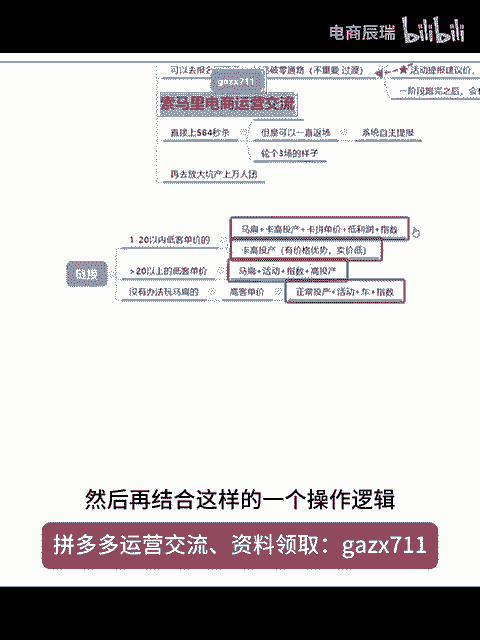 电商辰瑞 bilibili
可以去报名
破零通路（不重要 过渡）
★活动提报建议价，
gazx711
索马里电商运营交流
一阶段跑完之后，会
直接上584秒杀
但是可以一直返场
系统自主提报
轮个3场的样子
再去放大坑产上万人团
马扁+卡高投产+卡拼单价+低利润+指数
1-20以内低客单价的
卡高投产（有价格优势，卖价低）
链接
>20以上的低客单价
马扁+活动+指数+高投产
没有办法玩马扁的
高客单价
正常投产+活动+车+指数
然后再结合这样的一个操作逻辑
拼多多运营交流、资料领取：gazx711